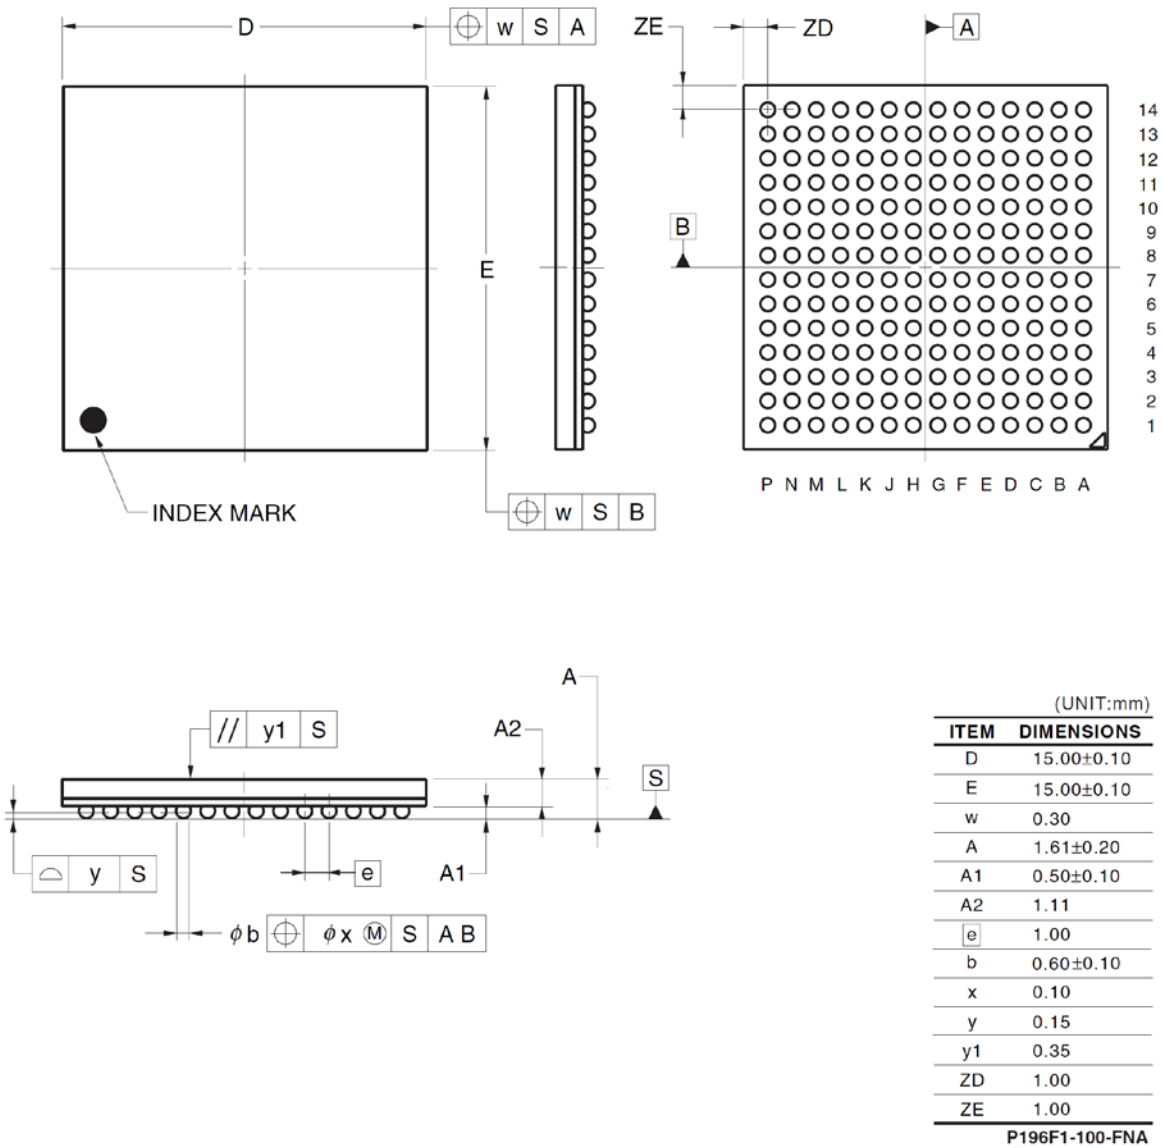 D
w S A
ZE
ZD
A
14
13
12
11
10
9
8
7
6
5
4
3
2
1
B
E
P N M L K J H G F E D C B A
INDEX MARK
w S B
A
// y1 S
A2
S
y S
e
A1
φb φx Ⓜ S A B
(UNIT:mm)
ITEM DIMENSIONS
D 15.00±0.10
E 15.00±0.10
w 0.30
A 1.61±0.20
A1 0.50±0.10
A2 1.11
e 1.00
b 0.60±0.10
x 0.10
y 0.15
y1 0.35
ZD 1.00
ZE 1.00
P196F1-100-FNA